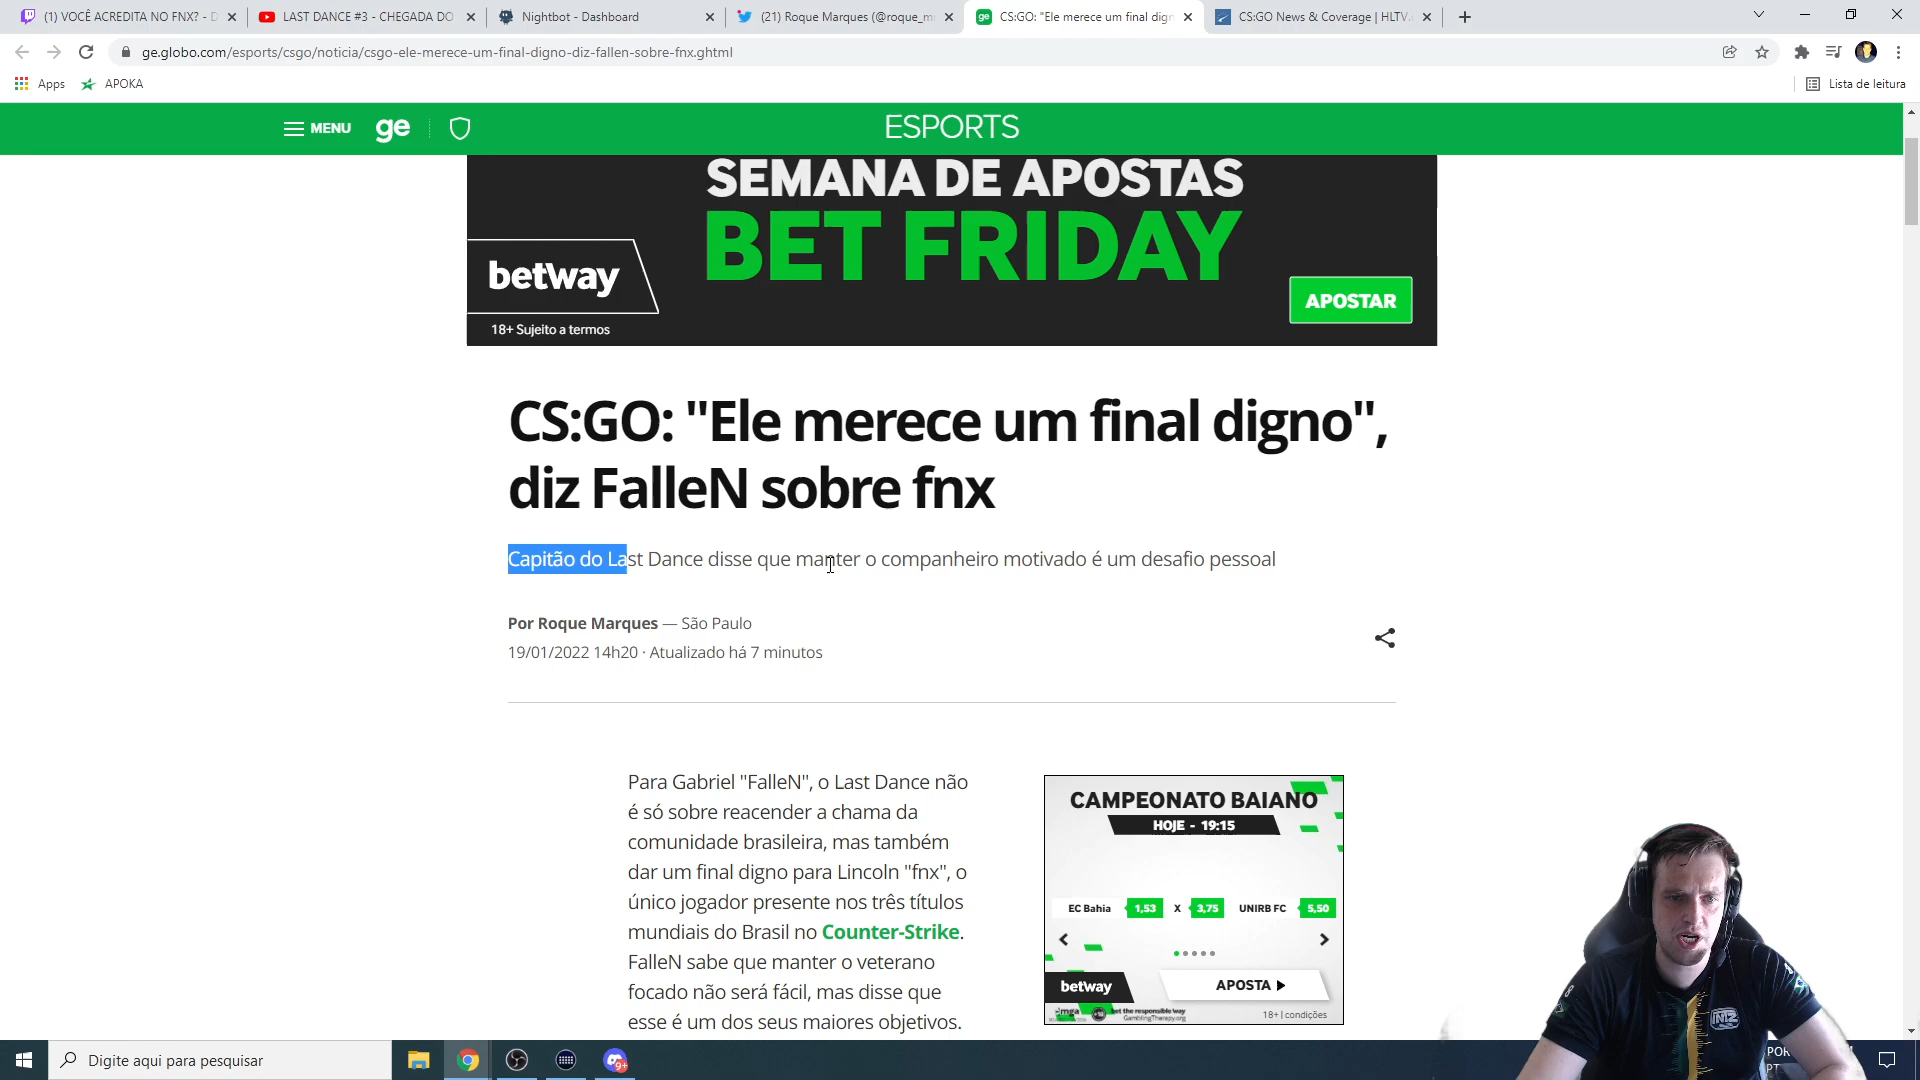 (1) VOCÊ ACREDITA NO FNX? - D
LAST DANCE #3 - CHEGADA DO
Nightbot - Dashboard
(21) Roque Marques (@roque_m
CS:GO: "Ele merece um final dign
CS:GO News & Coverage | HLTV.
ge.globo.com/esports/csgo/noticia/csgo-ele-merece-um-final-digno-diz-fallen-sobre-fnx.ghtml
Apps
APOKA
Lista de leitura
MENU
ge
ESPORTS
SEMANA DE APOSTAS
BET FRIDAY
betway
APOSTAR
18+ Sujeito a termos
CS:GO: "Ele merece um final digno",
diz FalleN sobre fnx
Capitão do Last Dance disse que manter o companheiro motivado é um desafio pessoal
Por Roque Marques — São Paulo
19/01/2022 14h20 · Atualizado há 7 minutos
Para Gabriel "FalleN", o Last Dance não
é só sobre reacender a chama da
comunidade brasileira, mas também
dar um final digno para Lincoln "fnx", o
único jogador presente nos três títulos
mundiais do Brasil no Counter-Strike.
FalleN sabe que manter o veterano
focado não será fácil, mas disse que
esse é um dos seus maiores objetivos.
CAMPEONATO BAIANO
HOJE - 19:15
EC Bahia 1,53 X 3,75 UNIRB FC 5,50
betway
APOSTA
bet the responsible way
GamblingTherapy.org
18+ | condições
Digite aqui para pesquisar
9+
POR
PT